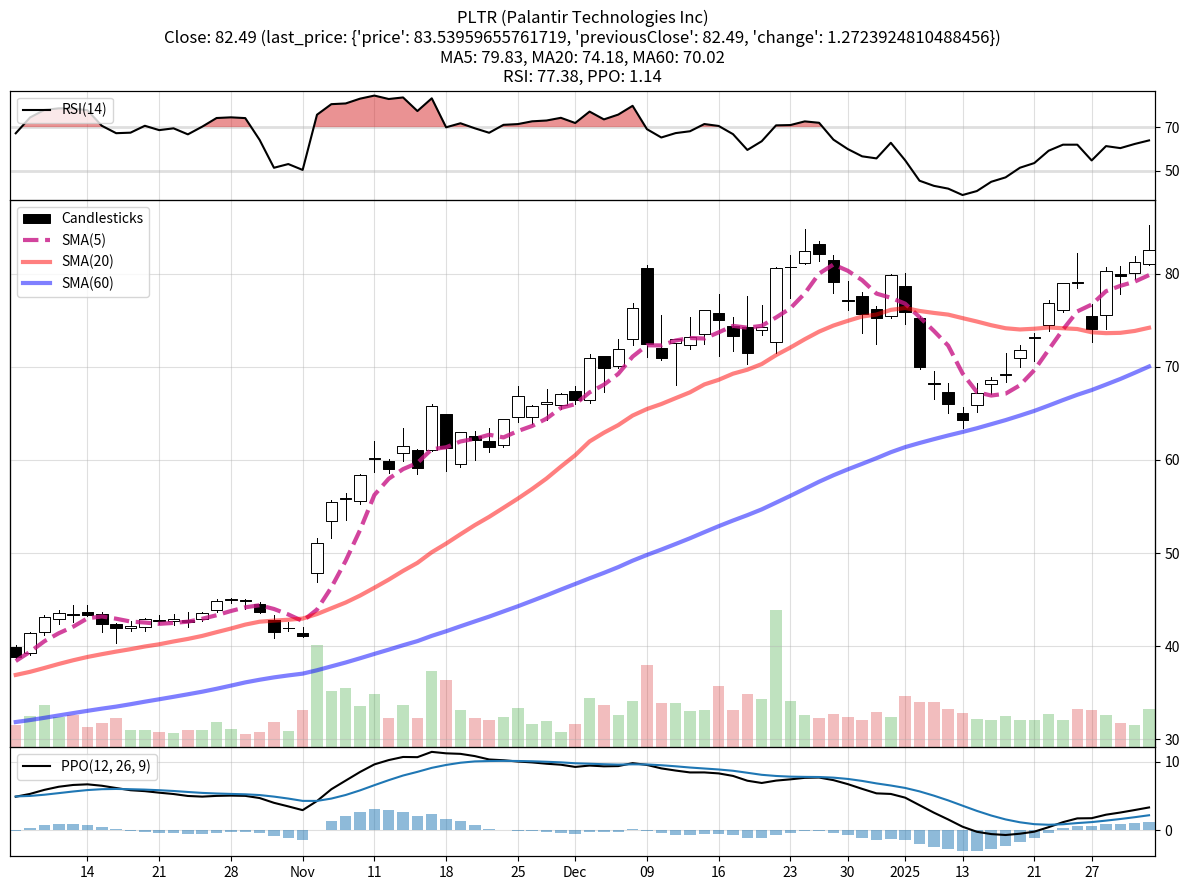 PLTR (Palantir Technologies Inc)
Close: 82.49 (last_price: {'price': 83.53959655761719, 'previousClose': 82.49, 'change': 1.2723924810488456})
MA5: 79.83, MA20: 74.18, MA60: 70.02
RSI: 77.38, PPO: 1.14
RSI(14)
70
50
Candlesticks
SMA(5)
SMA(20)
SMA(60)
80
70
60
50
40
30
PPO(12, 26, 9)
10
0
14 21 28 Nov 11 18 25 Dec 09 16 23 30 2025 13 21 27